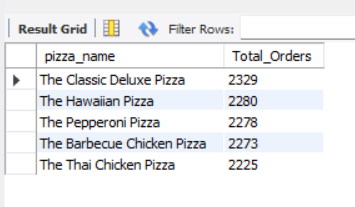 Result Grid Filter Rows:
pizza_name Total_Orders
The Classic Deluxe Pizza 2329
The Hawaiian Pizza 2280
The Pepperoni Pizza 2278
The Barbecue Chicken Pizza 2273
The Thai Chicken Pizza 2225